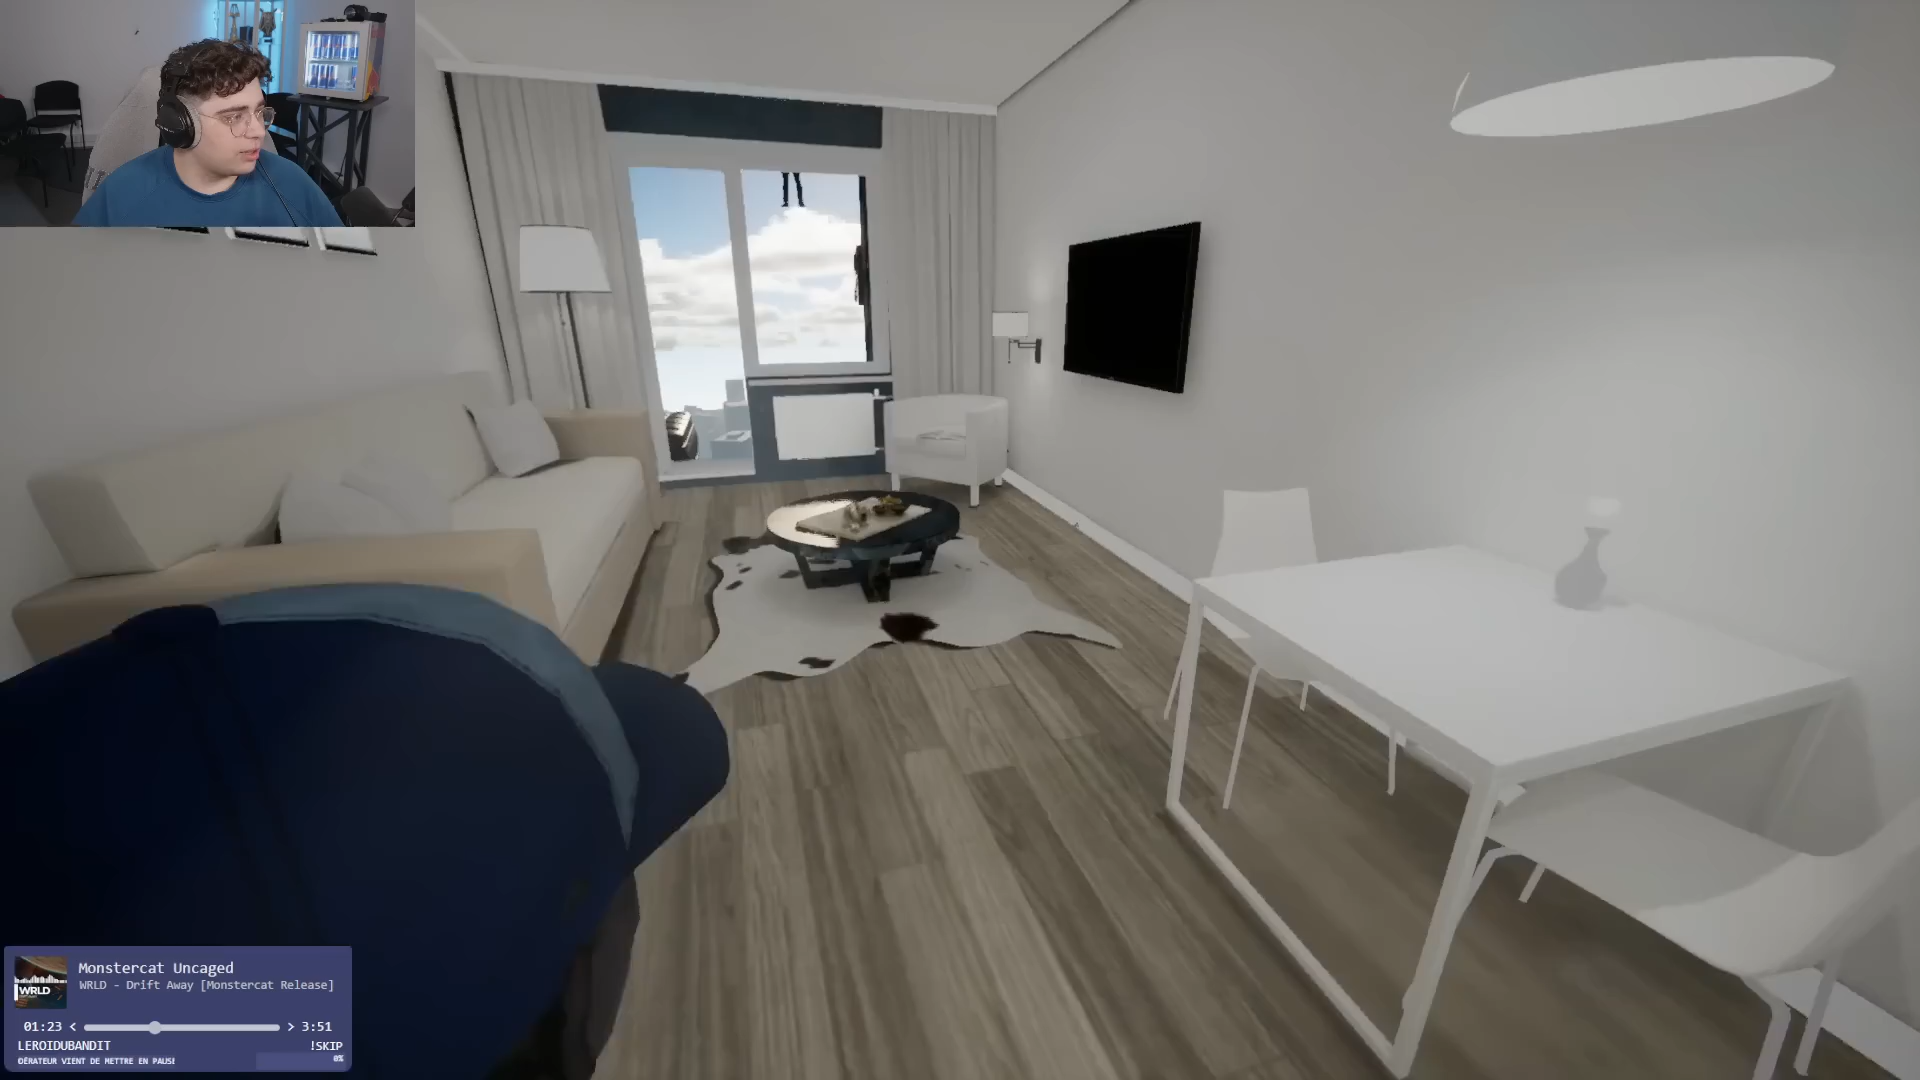 WRLD
Monstercat Uncaged
WRLD - Drift Away [Monstercat Release]
01:23 < > 3:51
LEROIDUBANDIT !SKIP
OÉRATEUR VIENT DE METTRE EN PAUSE 0%